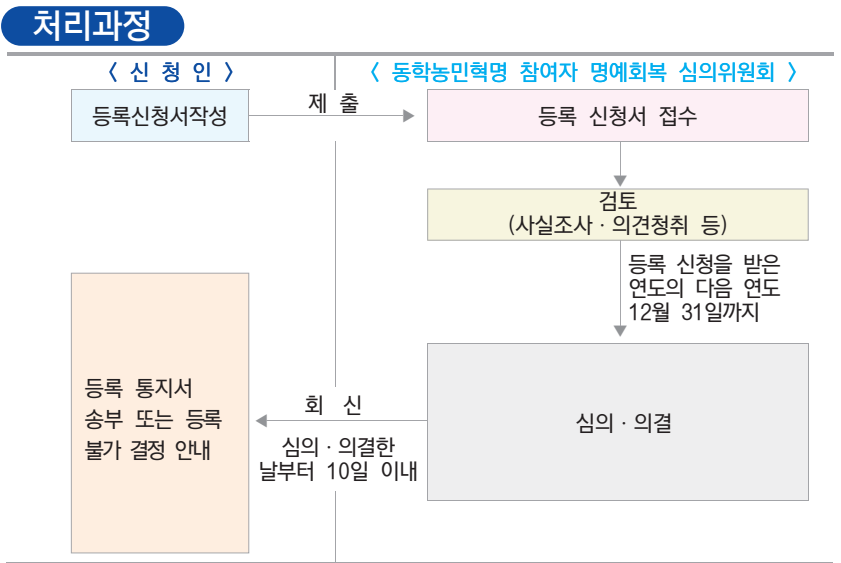 처리과정
〈 신 청 인 〉
〈 동학농민혁명 참여자 명예회복 심의위원회 〉
등록신청서작성
제 출
등록 신청서 접수
검토
(사실조사 · 의견청취 등)
등록 신청을 받은
연도의 다음 연도
12월 31일까지
심의 · 의결
회 신
심의 · 의결한
날부터 10일 이내
등록 통지서
송부 또는 등록
불가 결정 안내